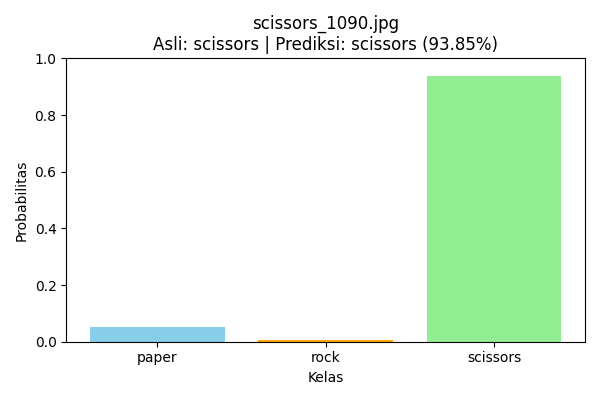 scissors_1090.jpg
Asli: scissors | Prediksi: scissors (93.85%)
1.0
0.8
0.6
0.4
0.2
0.0
Probabilitas
paper
rock
scissors
Kelas